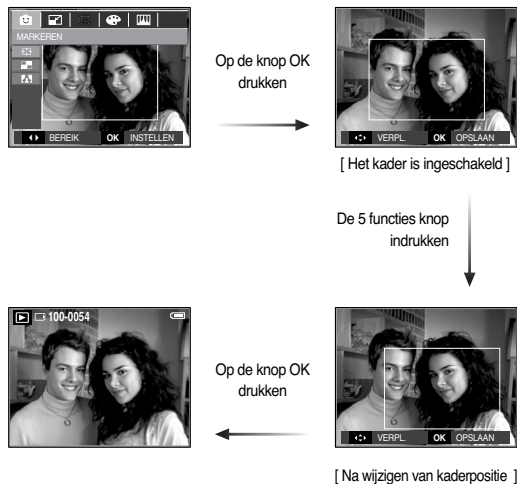 MARKEREN
BEREIK OK INSTELLEN
Op de knop OK
drukken
VERPL. OK OPSLAAN
[ Het kader is ingeschakeld ]
De 5 functies knop
indrukken
VERPL. OK OPSLAAN
[ Na wijzigen van kaderpositie ]
Op de knop OK
drukken
100-0054